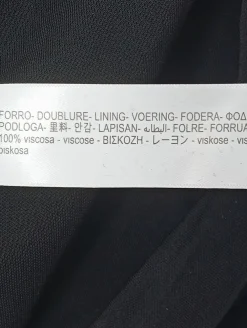 FORRO- DOUBLURE- LINING- VOERING- FODERA- ΦΟΔ
PODLOGA- 里料- 안감- LAPISAN- البطانه- FOLRE- FORRUA
100% viscosa - viscose - ΒΙΣΚΟΖΗ - レーヨン - viskose - vis
biskosa